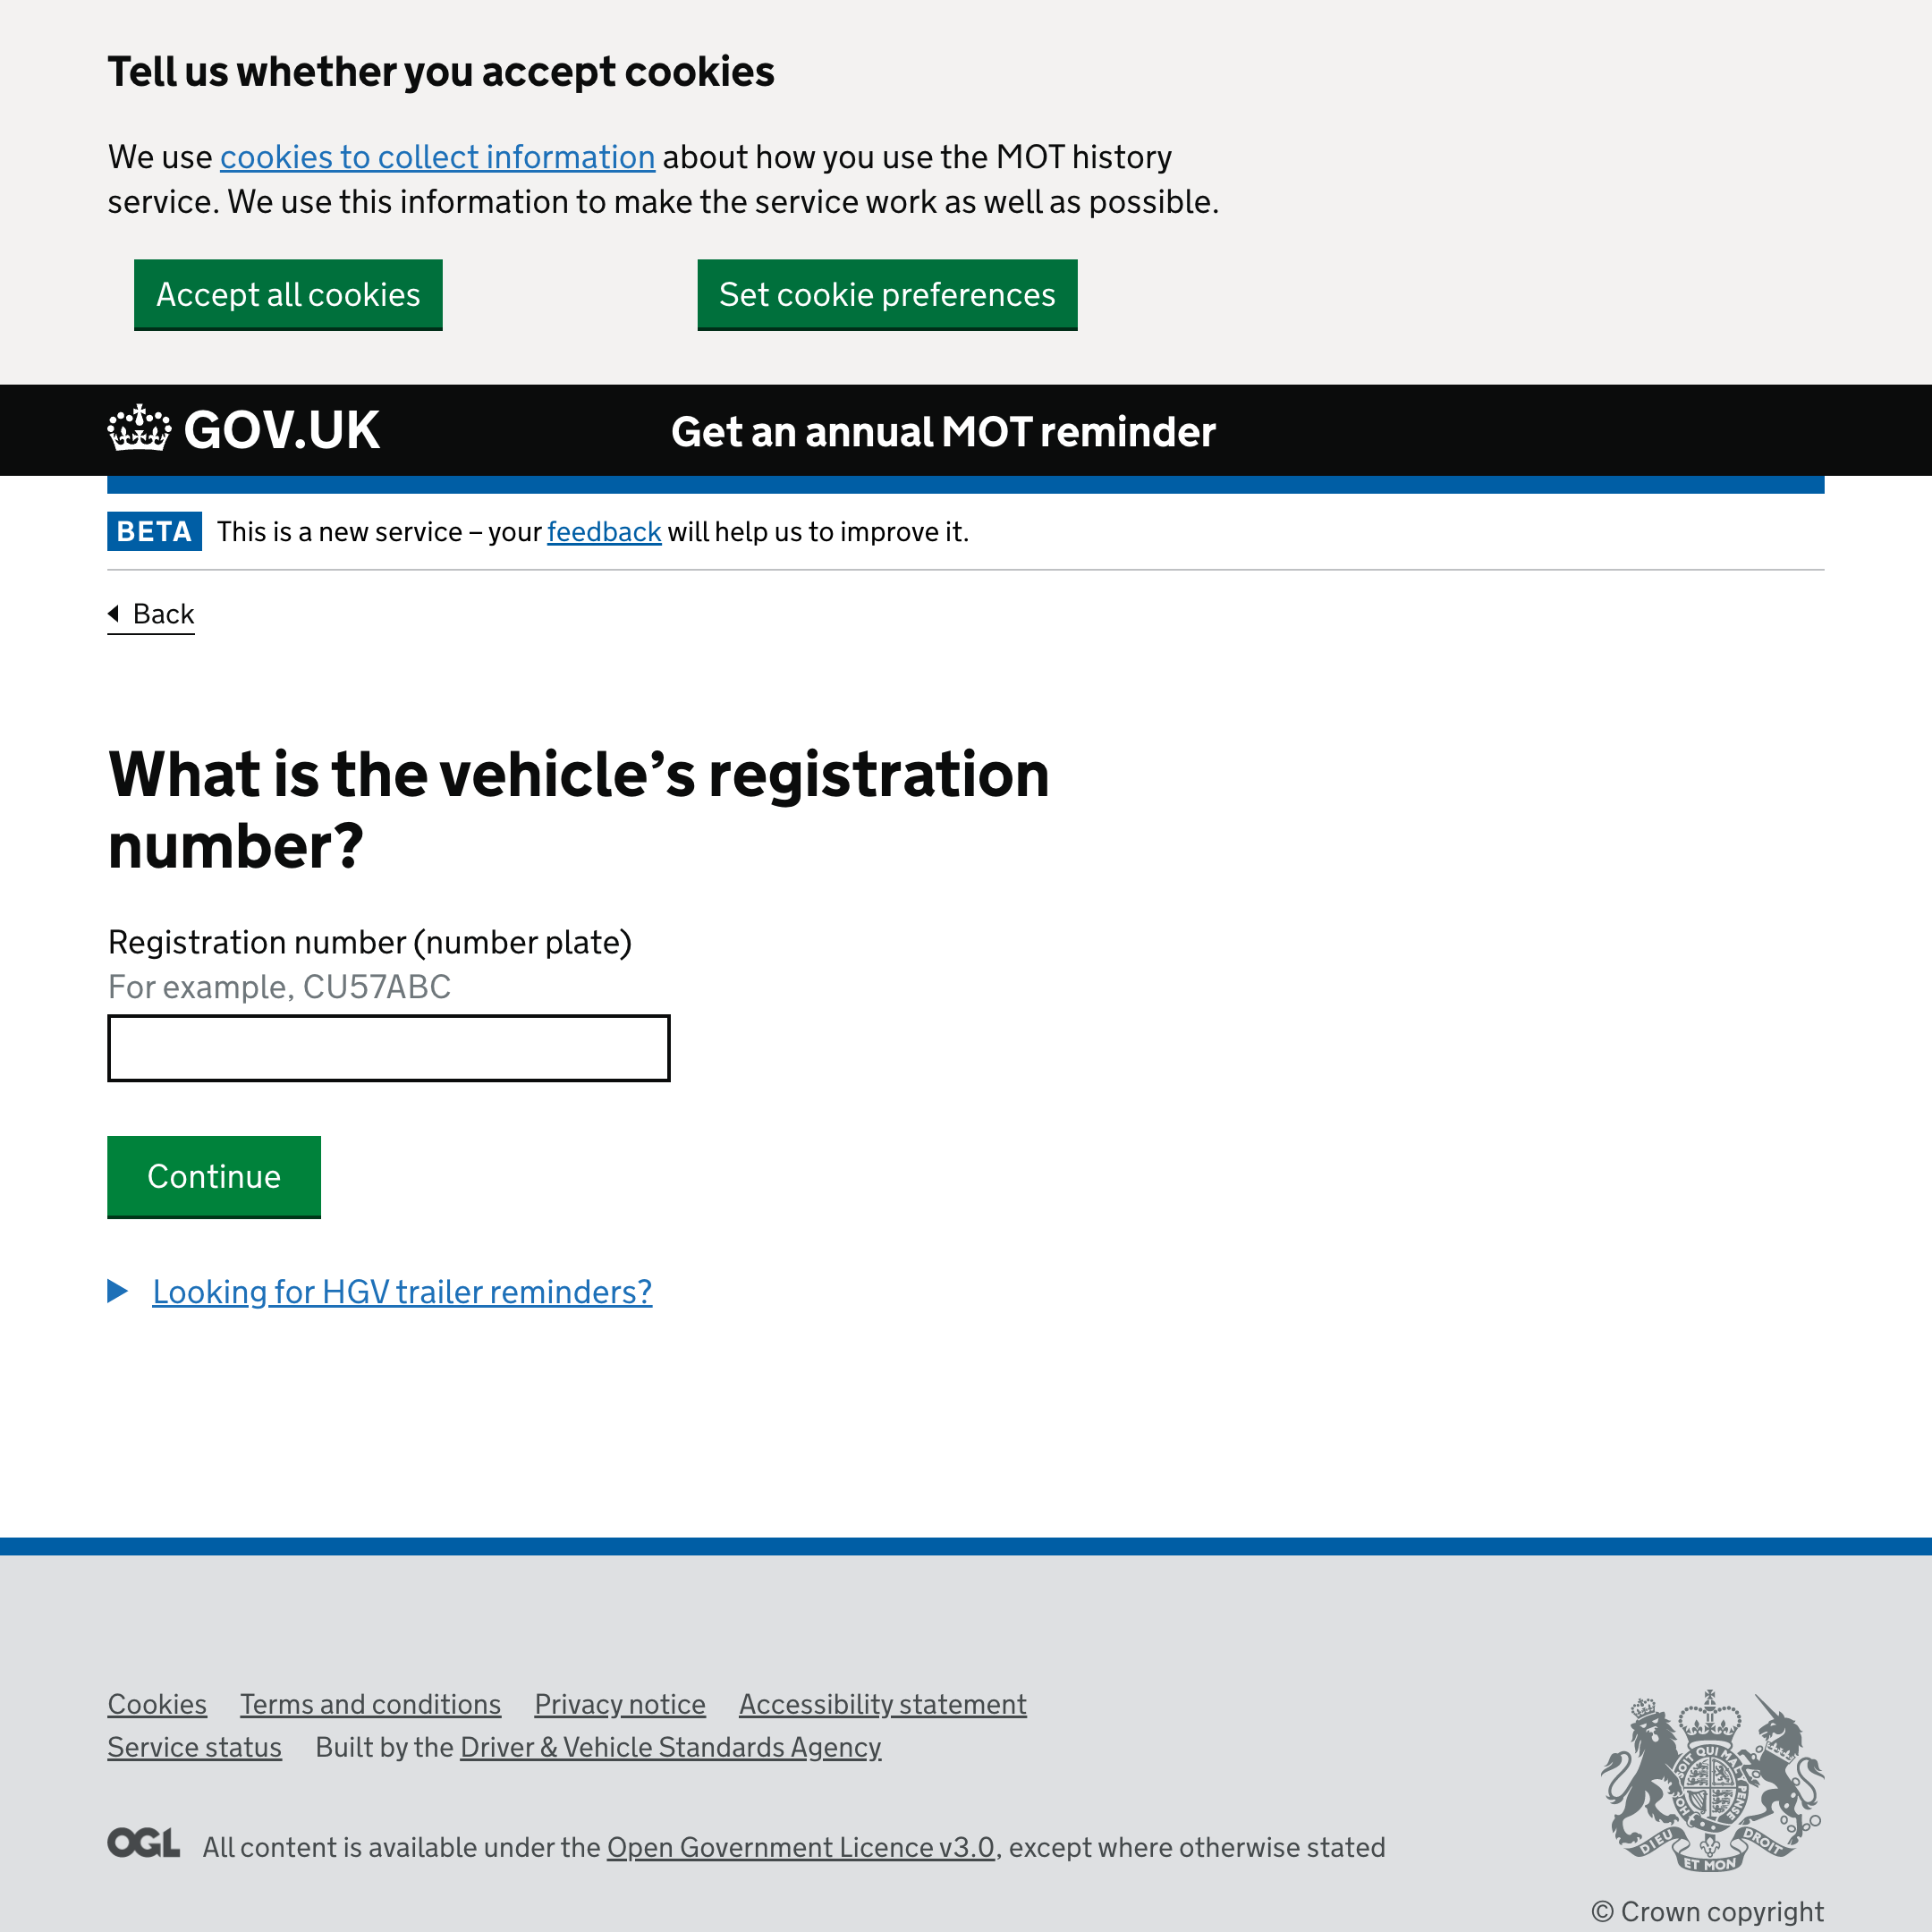 Tell us whether you accept cookies
We use cookies to collect information about how you use the MOT history
service. We use this information to make the service work as well as possible.
Accept all cookies
Set cookie preferences
GOV.UK
Get an annual MOT reminder
BETA This is a new service – your feedback will help us to improve it.
Back
What is the vehicle’s registration
number?
Registration number (number plate)
For example, CU57ABC
Continue
Looking for HGV trailer reminders?
Cookies Terms and conditions Privacy notice Accessibility statement
Service status Built by the Driver & Vehicle Standards Agency
OGL All content is available under the Open Government Licence v3.0, except where otherwise stated
SOIT QUI MAL
PENSE
HON
DIEU ET MON DROIT
© Crown copyright